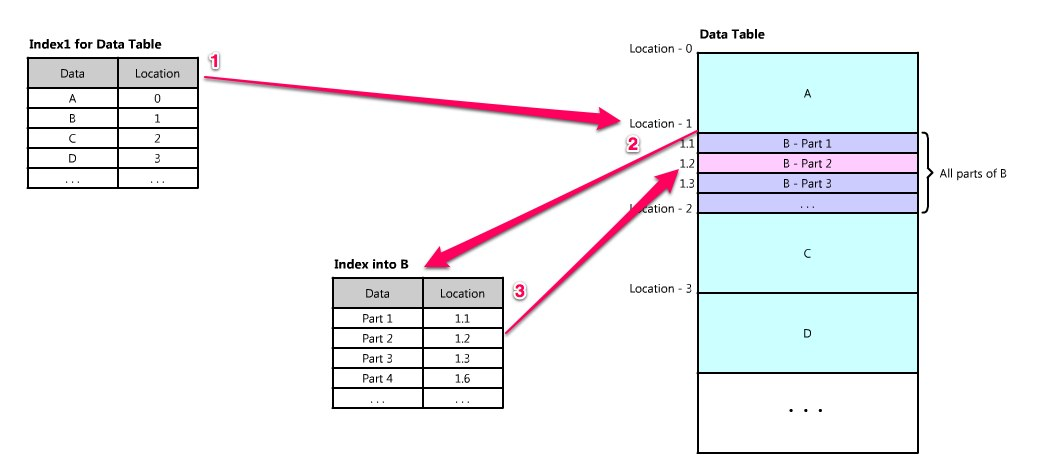 Index1 for Data Table
Data Location
A 0
B 1
C 2
D 3
... ...
1
Data Table
Location - 0
A
Location - 1
2
1.1 B - Part 1
1.2 B - Part 2
1.3 B - Part 3
...
All parts of B
Location - 2
C
Location - 3
D
...
Index into B
Data Location
Part 1 1.1
Part 2 1.2
Part 3 1.3
Part 4 1.6
... ...
3